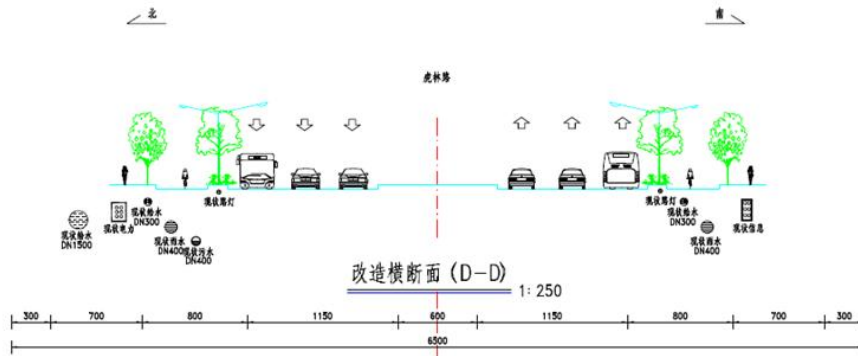 北
南
虎林路
现状路灯
现状给水
DN300
现状电力
现状给水
DN1500
现状雨水
DN400
现状污水
DN400
现状路灯
现状给水
DN300
现状雨水
DN400
现状信息
改造横断面(D-D)
1:250
300 700 800 1150 600 1150 800 700 300
6500